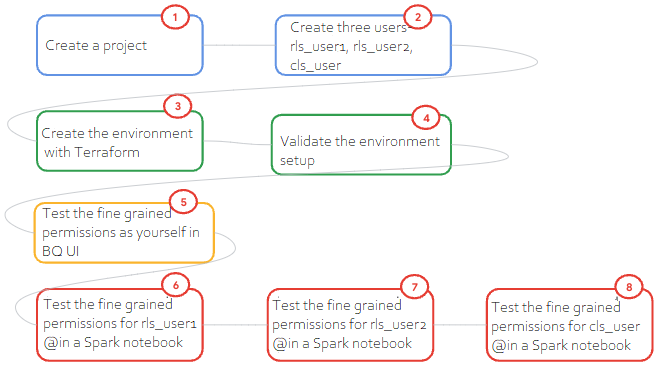 1
Create a project
2
Create three users-
rls_user1, rls_user2,
cls_user
3
Create the environment
with Terraform
4
Validate the environment
setup
5
Test the fine grained
permissions as yourself in
BQ UI
6
Test the fine grained
permissions for rls_user1
@in a Spark notebook
7
Test the fine grained
permissions for rls_user2
@in a Spark notebook
8
Test the fine grained
permissions for cls_user
@in a Spark notebook